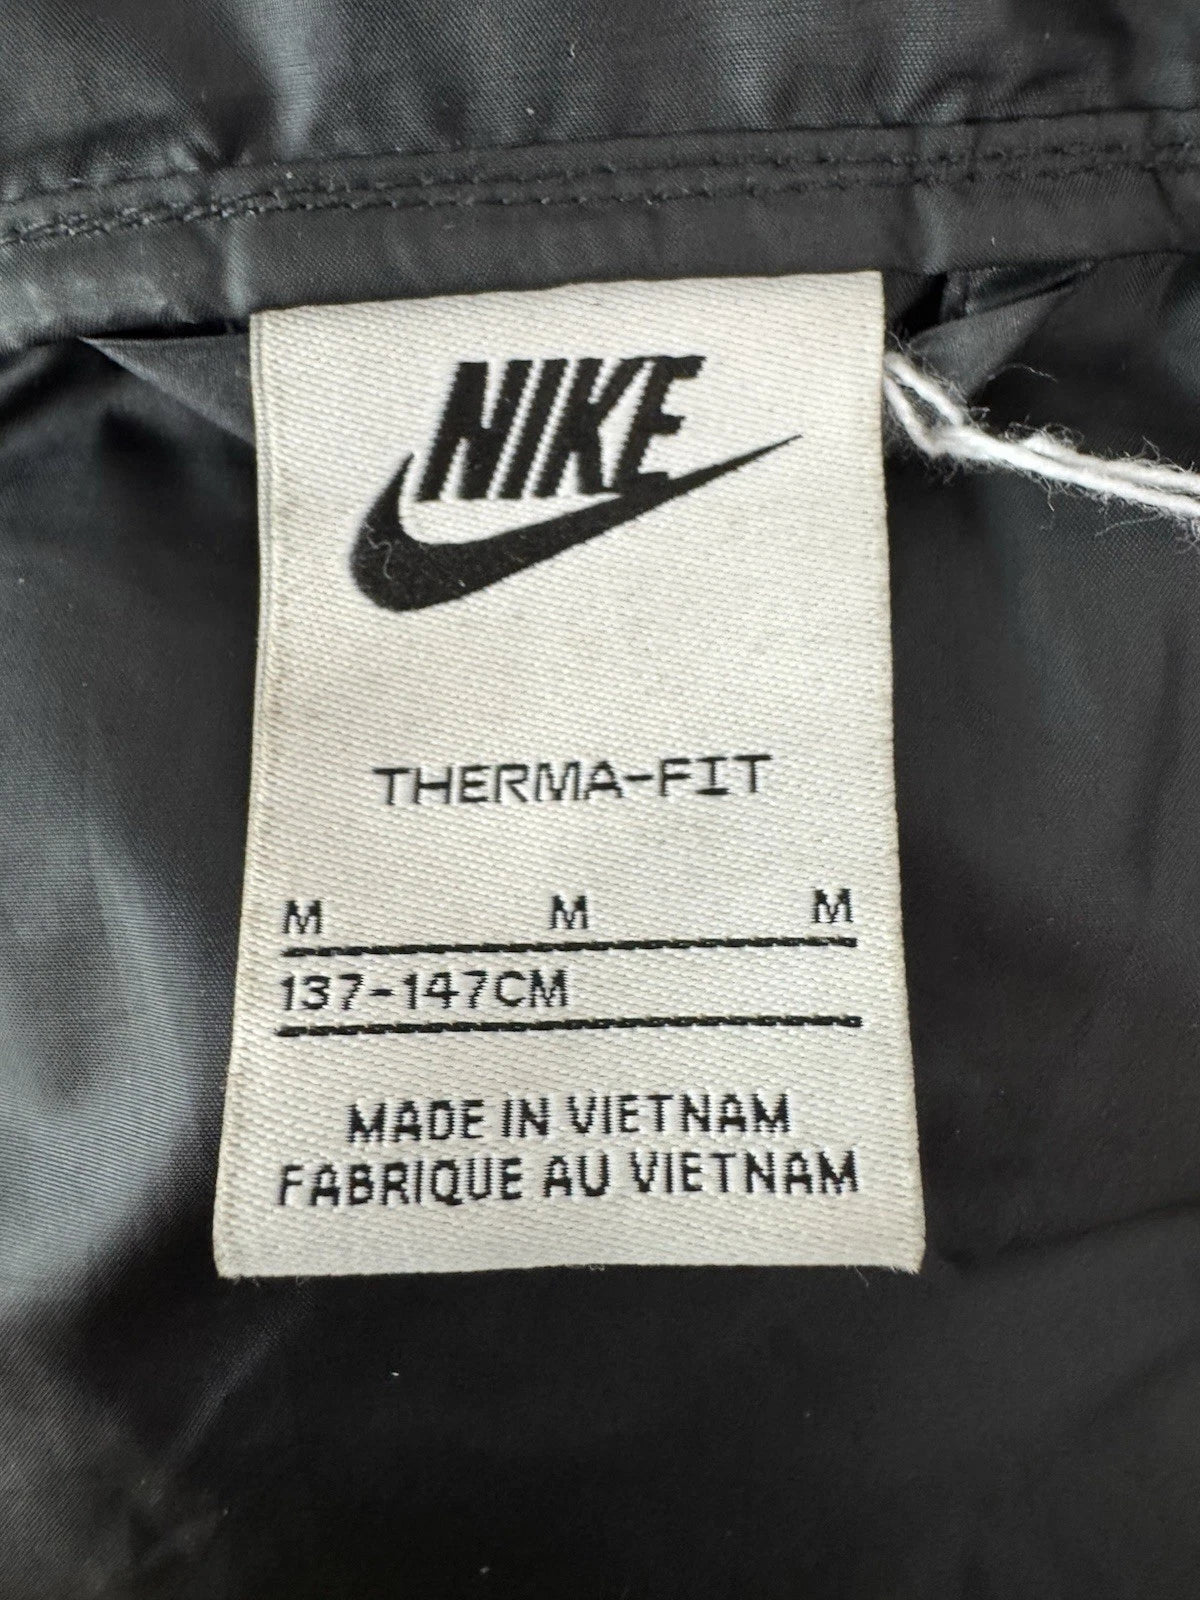 NIKE
THERMA-FIT
M M M
137-147CM
MADE IN VIETNAM
FABRIQUE AU VIETNAM